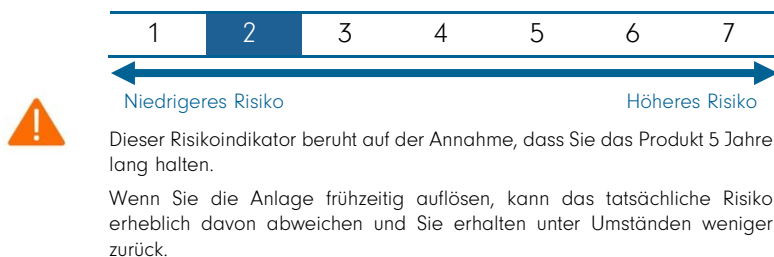 1 2 3 4 5 6 7
Niedrigeres Risiko Höheres Risiko
Dieser Risikoindikator beruht auf der Annahme, dass Sie das Produkt 5 Jahre
lang halten.
Wenn Sie die Anlage frühzeitig auflösen, kann das tatsächliche Risiko
erheblich davon abweichen und Sie erhalten unter Umständen weniger
zurück.